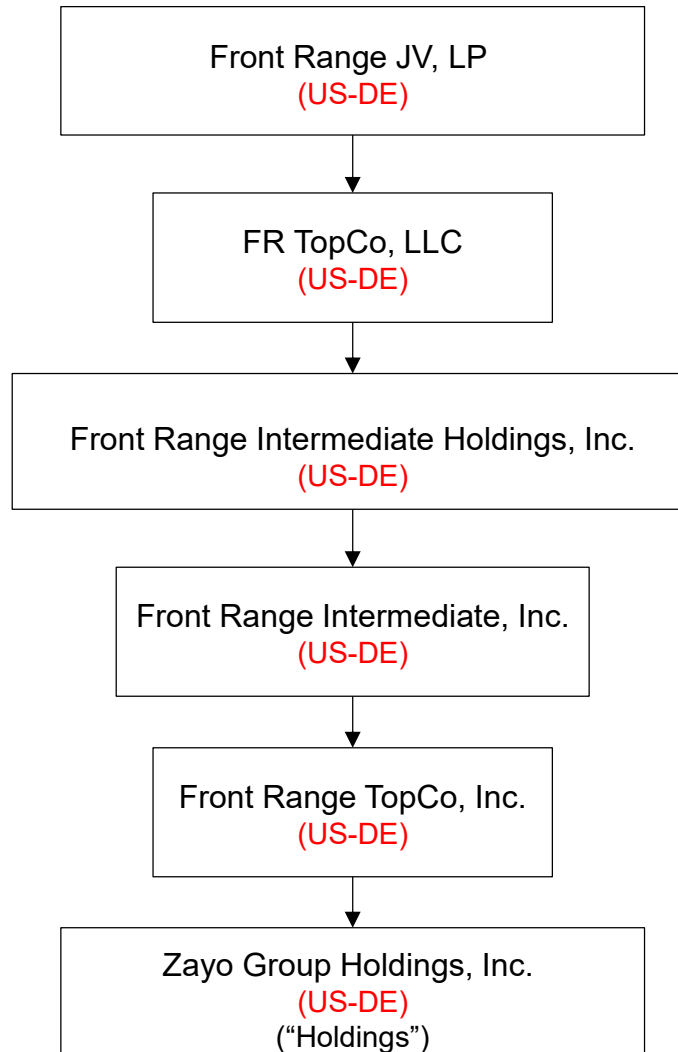 Front Range JV, LP
(US-DE)
FR TopCo, LLC
(US-DE)
Front Range Intermediate Holdings, Inc.
(US-DE)
Front Range Intermediate, Inc.
(US-DE)
Front Range TopCo, Inc.
(US-DE)
Zayo Group Holdings, Inc.
(US-DE)
(“Holdings”)